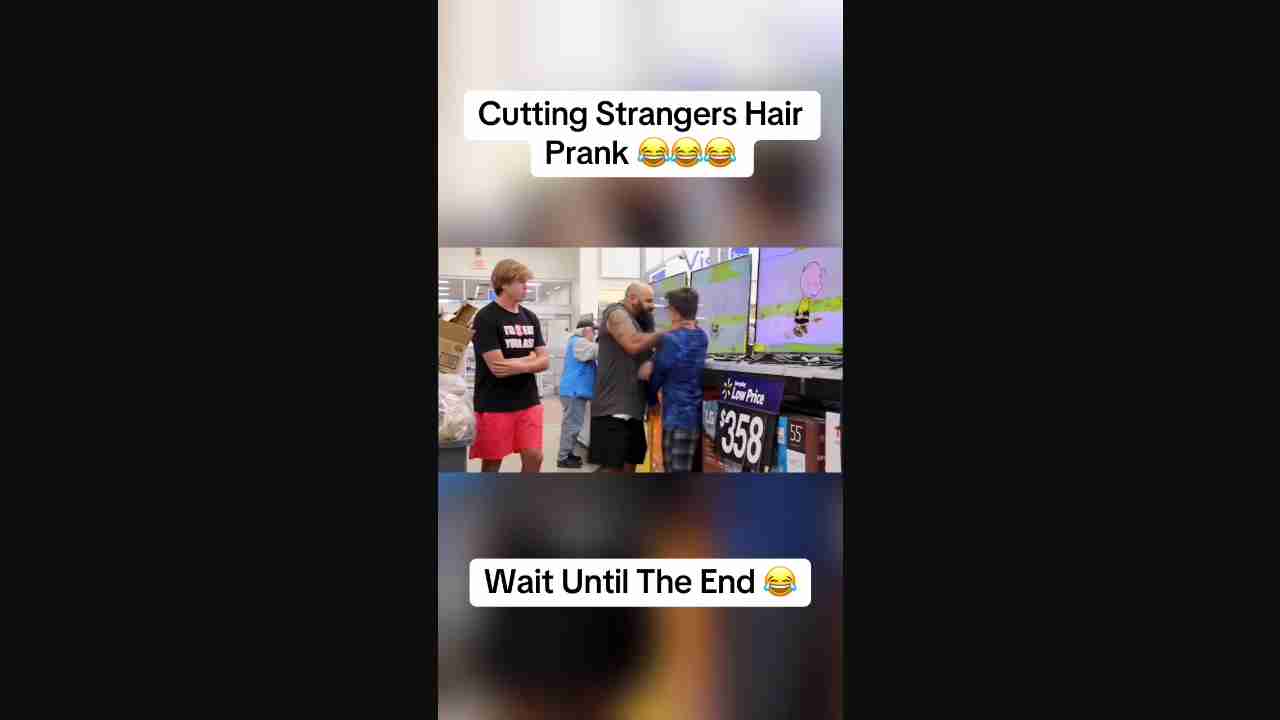 Cutting Strangers Hair
Prank 😂😂😂
Low Price
$358
55
Wait Until The End 😂